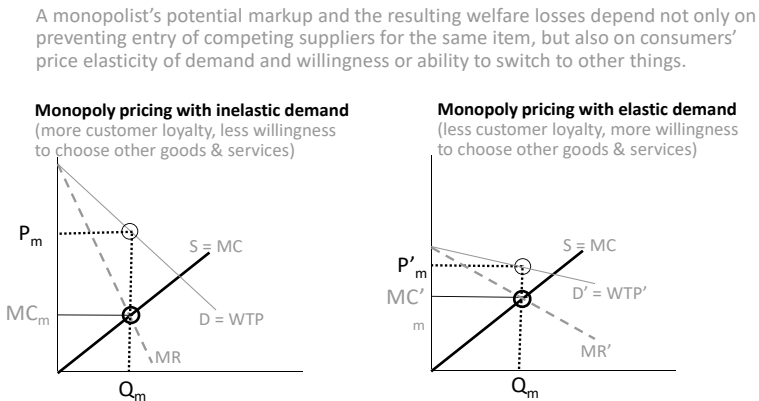 A monopolist's potential markup and the resulting welfare losses depend not only on
preventing entry of competing suppliers for the same item, but also on consumers'
price elasticity of demand and willingness or ability to switch to other things.
Monopoly pricing with inelastic demand
(more customer loyalty, less willingness
to choose other goods & services)
Pm
S = MC
MCm
D = WTP
MR
Qm
Monopoly pricing with elastic demand
(less customer loyalty, more willingness
to choose other goods & services)
S = MC
P'm
MC'
m
D' = WTP'
MR'
Qm